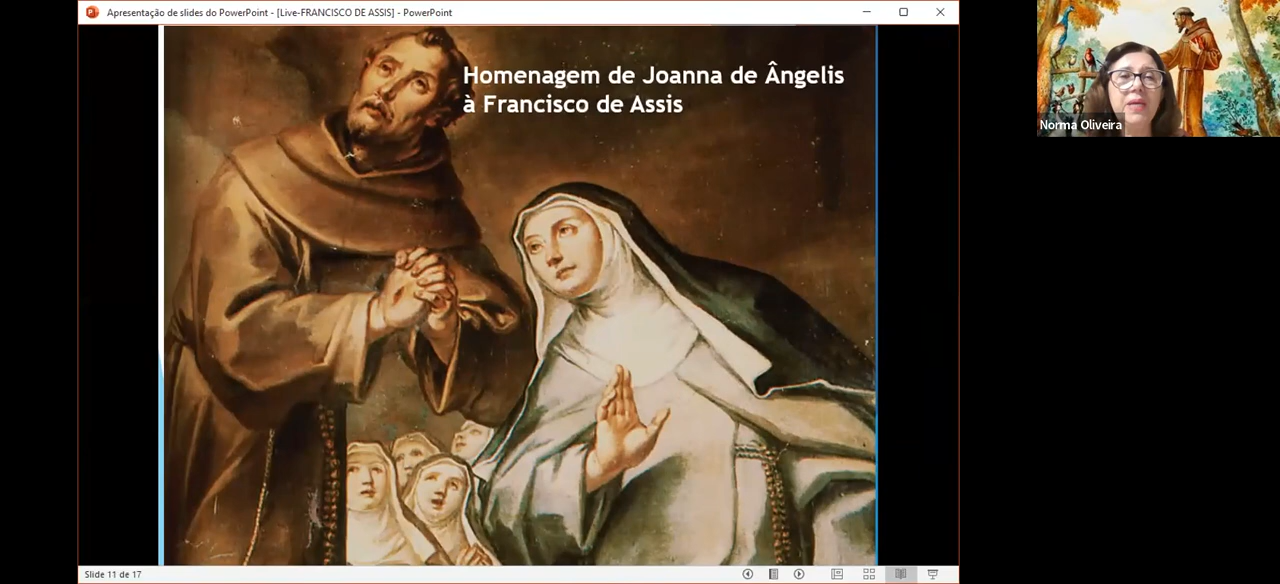 Apresentação de slides do PowerPoint - [Live-FRANCISCO DE ASSIS] - PowerPoint
Homenagem de Joanna de Ângelis
à Francisco de Assis
Norma Oliveira
Slide 11 de 17